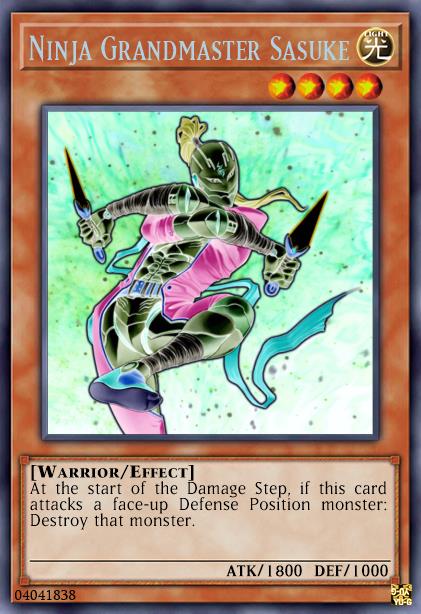 NINJA GRANDMASTER SASUKE
LIGHT
光
[WARRIOR/EFFECT]
At the start of the Damage Step, if this card
attacks a face-up Defense Position monster:
Destroy that monster.
ATK/1800 DEF/1000
04041838